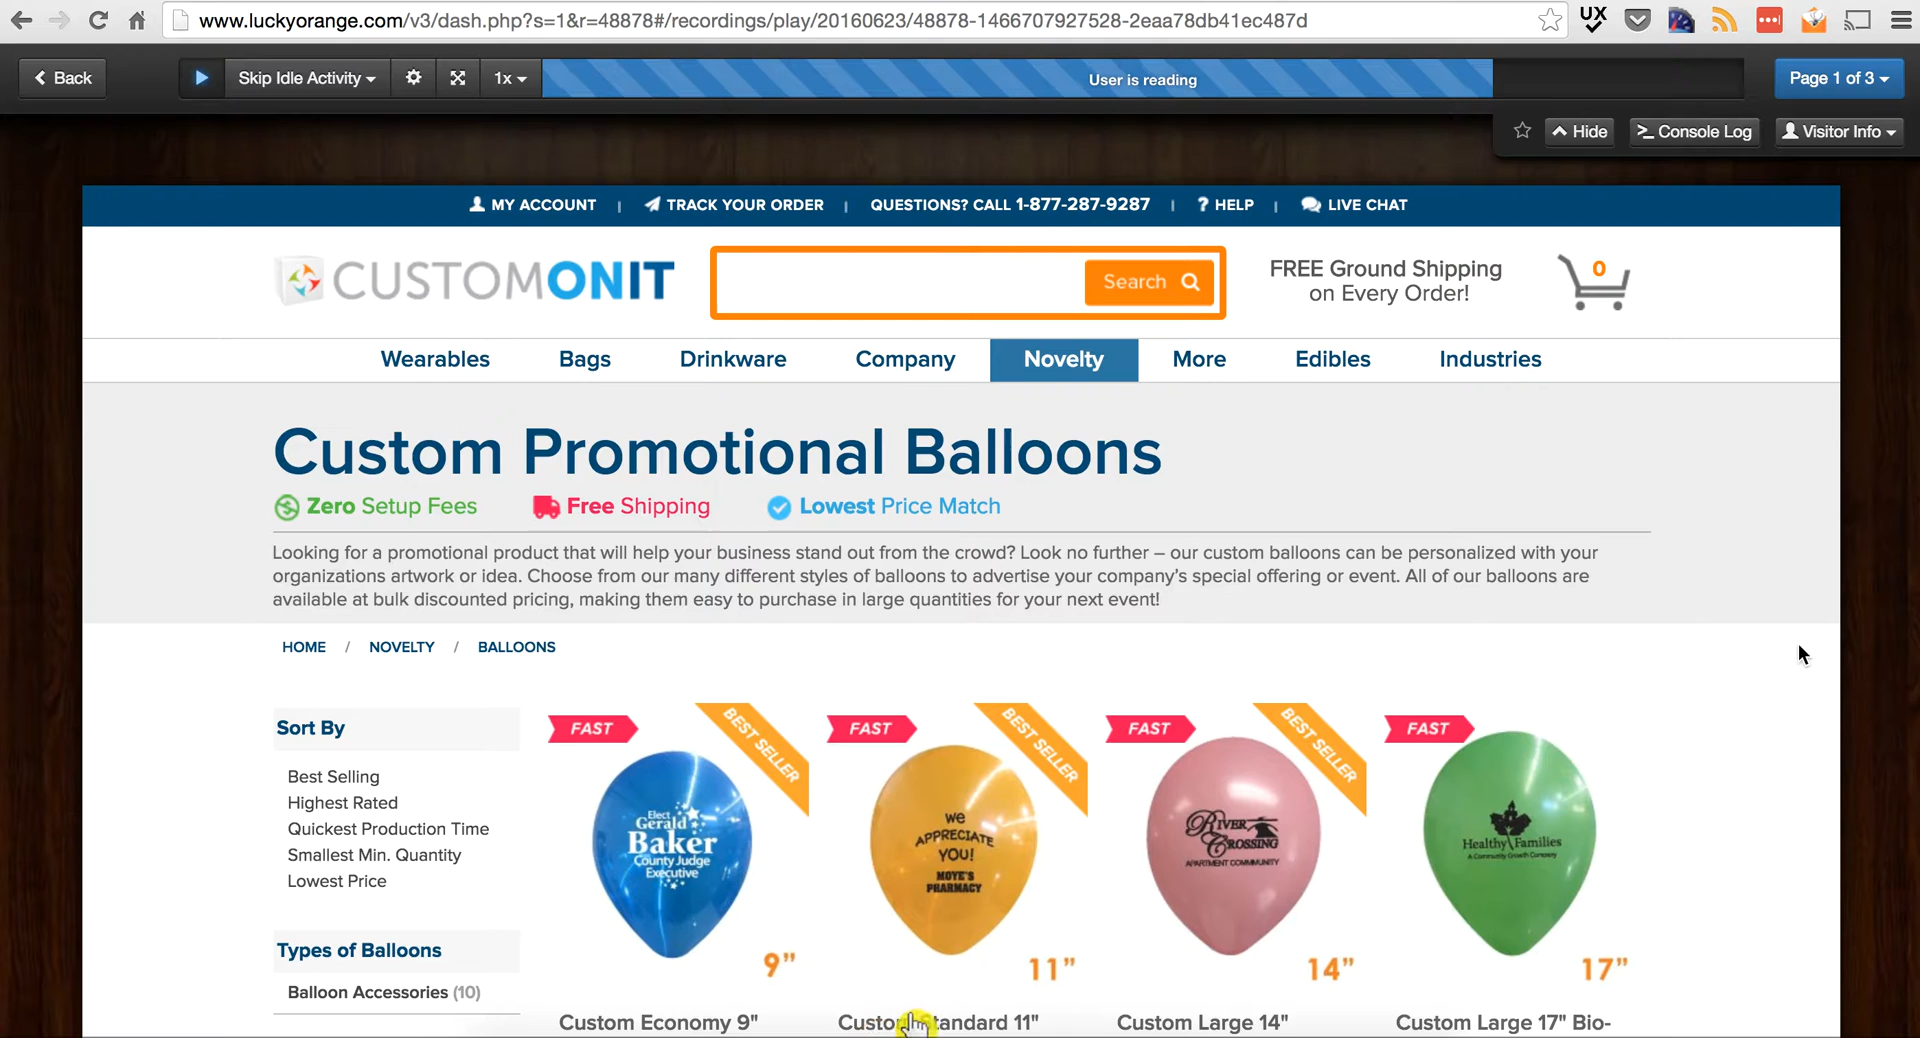 www.luckyorange.com/v3/dash.php?s=1&r=48878#/recordings/play/20160623/48878-1466707927528-2eaa78db41ec487d
UX
Back
Skip Idle Activity
1x
User is reading
Page 1 of 3
Hide
Console Log
Visitor Info
MY ACCOUNT | TRACK YOUR ORDER | QUESTIONS? CALL 1-877-287-9287 | ? HELP | LIVE CHAT
CUSTOMONIT
Search
FREE Ground Shipping
on Every Order!
0
Wearables Bags Drinkware Company Novelty More Edibles Industries
Custom Promotional Balloons
Zero Setup Fees Free Shipping Lowest Price Match
Looking for a promotional product that will help your business stand out from the crowd? Look no further – our custom balloons can be personalized with your
organizations artwork or idea. Choose from our many different styles of balloons to advertise your company's special offering or event. All of our balloons are
available at bulk discounted pricing, making them easy to purchase in large quantities for your next event!
HOME / NOVELTY / BALLOONS
Sort By
Best Selling
Highest Rated
Quickest Production Time
Smallest Min. Quantity
Lowest Price
Types of Balloons
Balloon Accessories (10)
FAST
BEST SELLER
Elect
Gerald
Baker
County Judge
Executive
9”
Custom Economy 9"
FAST
BEST SELLER
We
APPRECIATE
YOU!
MOYE'S
PHARMACY
11”
Custom Standard 11"
FAST
BEST SELLER
RIVER
CROSSING
APARTMENT COMMUNITY
14”
Custom Large 14"
FAST
Healthy Families
A Community Growth Company
17”
Custom Large 17" Bio-